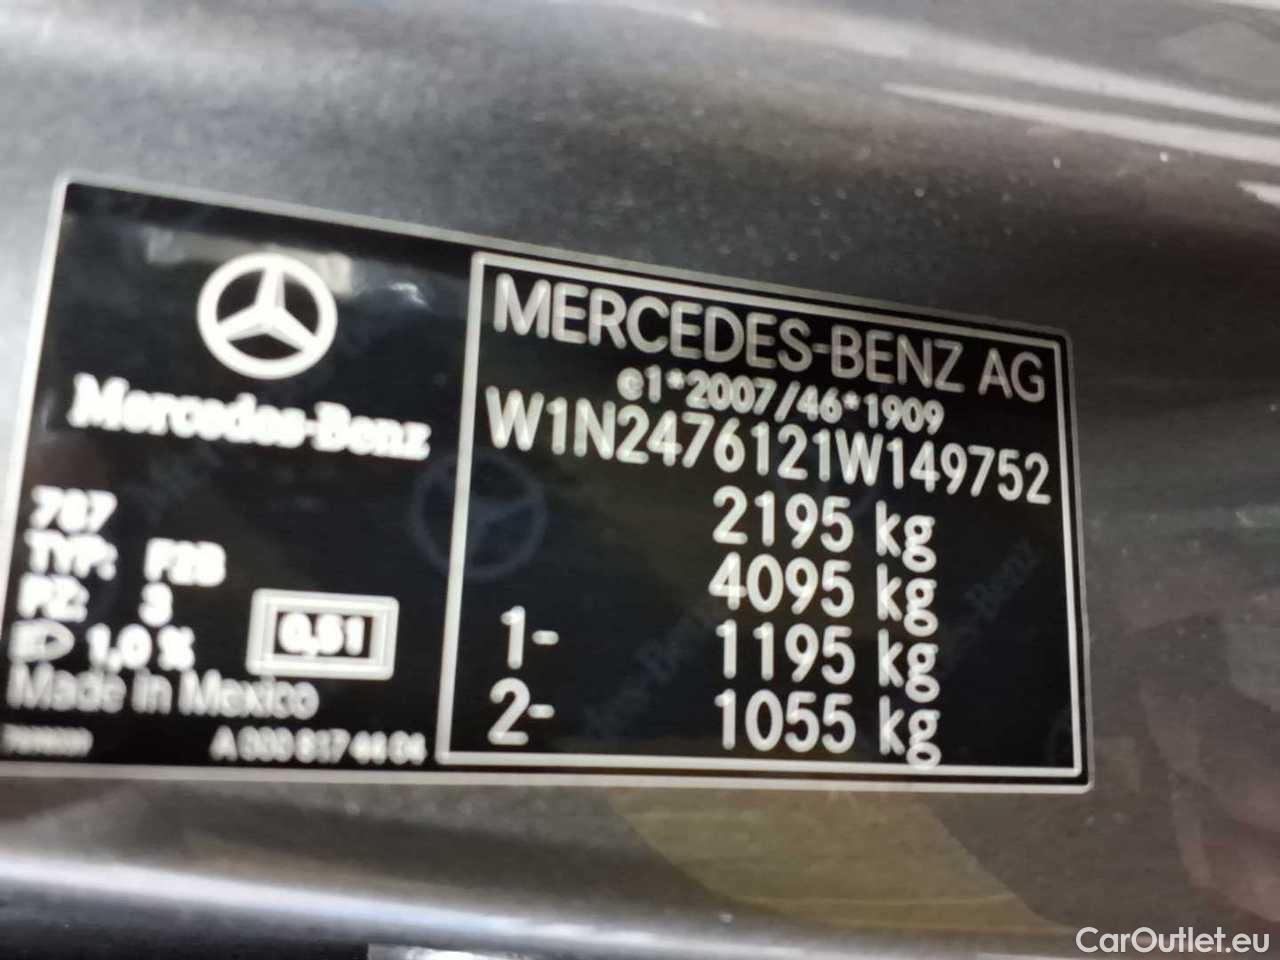 Mercedes-Benz
787
TYP: F2B
PZ: 3
1,0 %
0,51
Made in Mexico
MERCEDES-BENZ AG
e1*2007/46*1909
W1N2476121W149752
2195 kg
4095 kg
1- 1195 kg
2- 1055 kg
CarOutlet.eu